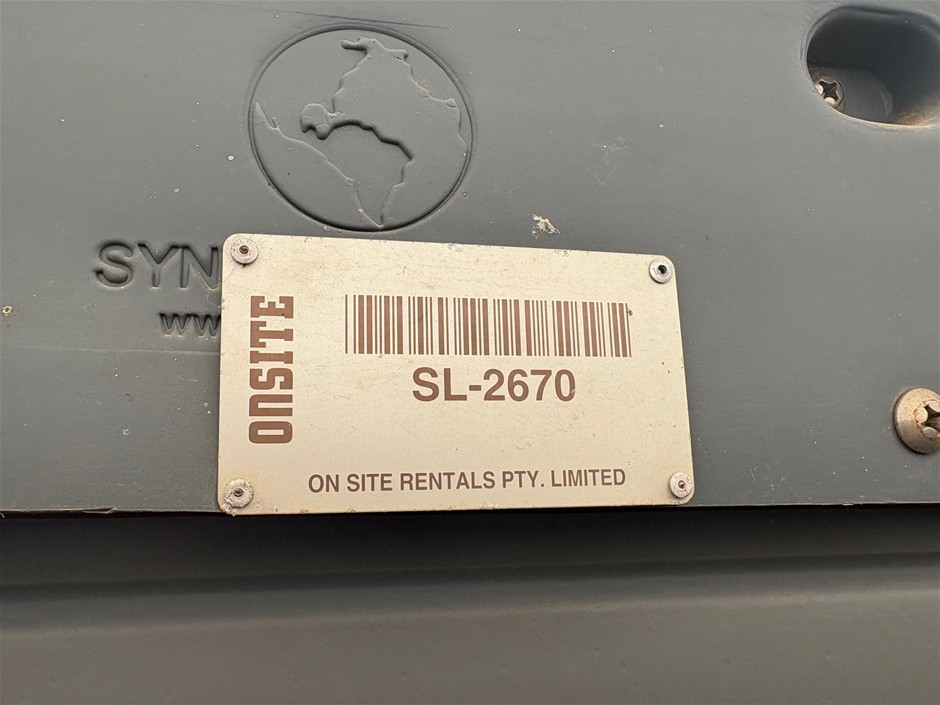 SYN
www
ONSITE
SL-2670
ON SITE RENTALS PTY. LIMITED